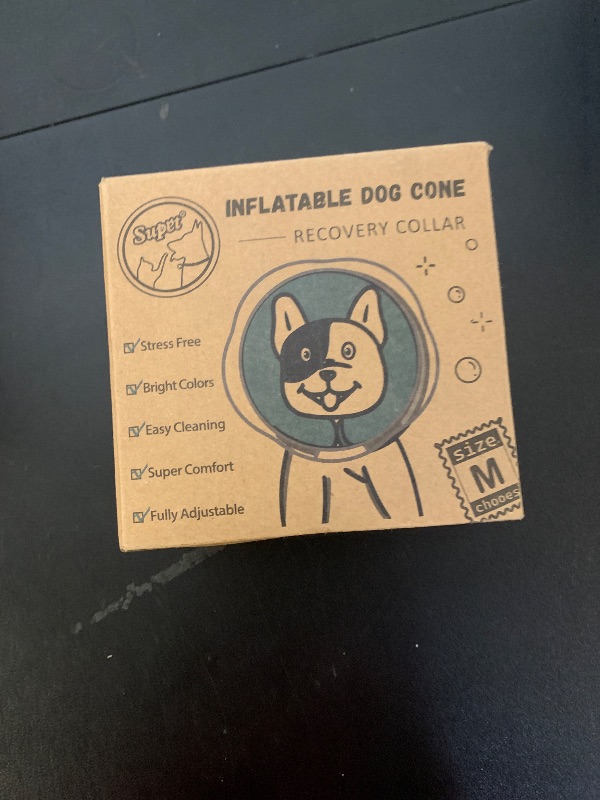 Supet®
INFLATABLE DOG CONE
RECOVERY COLLAR
Stress Free
Bright Colors
Easy Cleaning
Super Comfort
Fully Adjustable
size
M
chooes